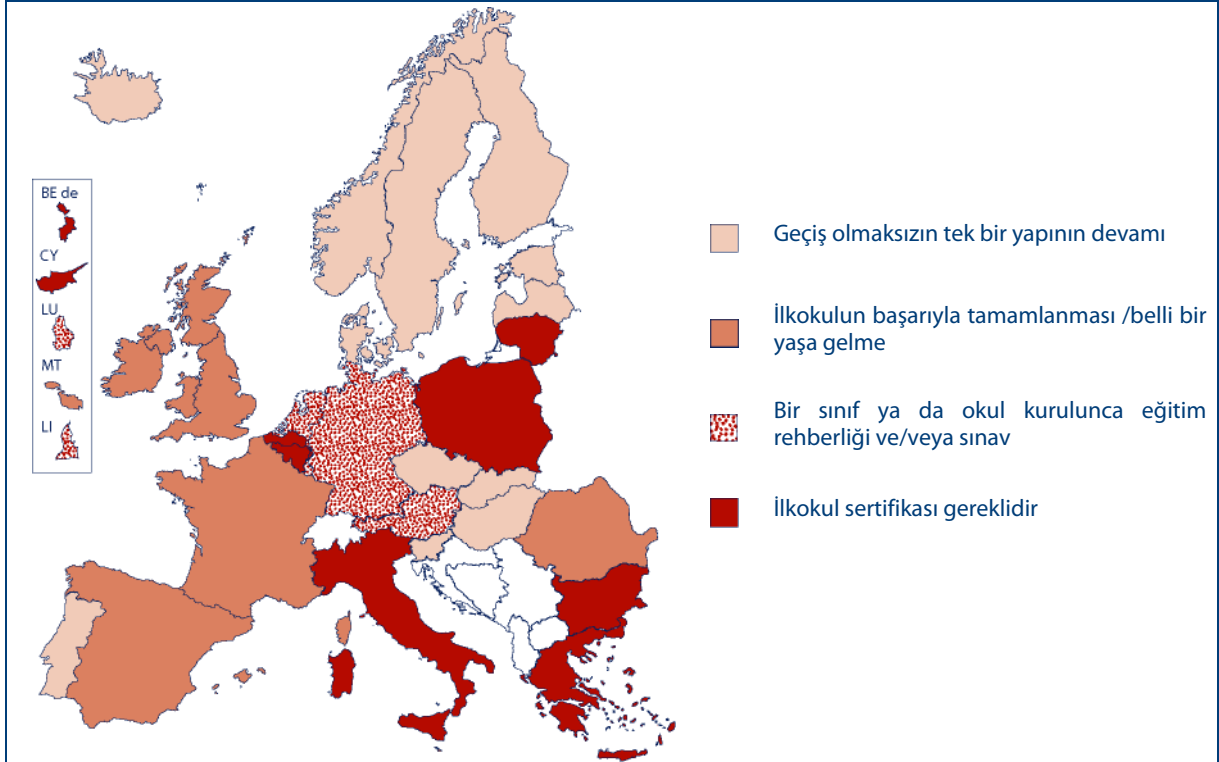 BE de
CY
LU
MT
LI
Geçiş olmaksızın tek bir yapının devamı
İlkokulun başarıyla tamamlanması /belli bir
yaşa gelme
Bir sınıf ya da okul kurulunca eğitim
rehberliği ve/veya sınav
İlkokul sertifikası gereklidir